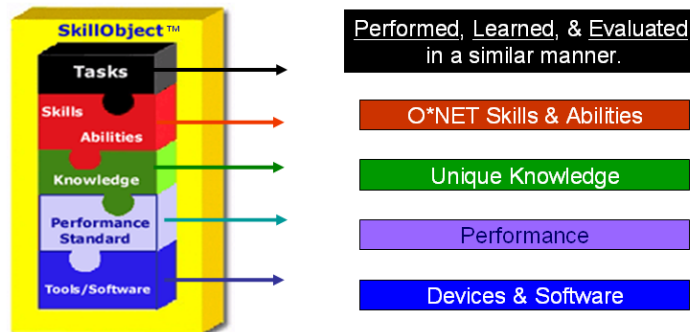 SkillObject™
Tasks
Skills
Abilities
Knowledge
Performance
Standard
Tools/Software
Performed, Learned, & Evaluated
in a similar manner.
O*NET Skills & Abilities
Unique Knowledge
Performance
Devices & Software